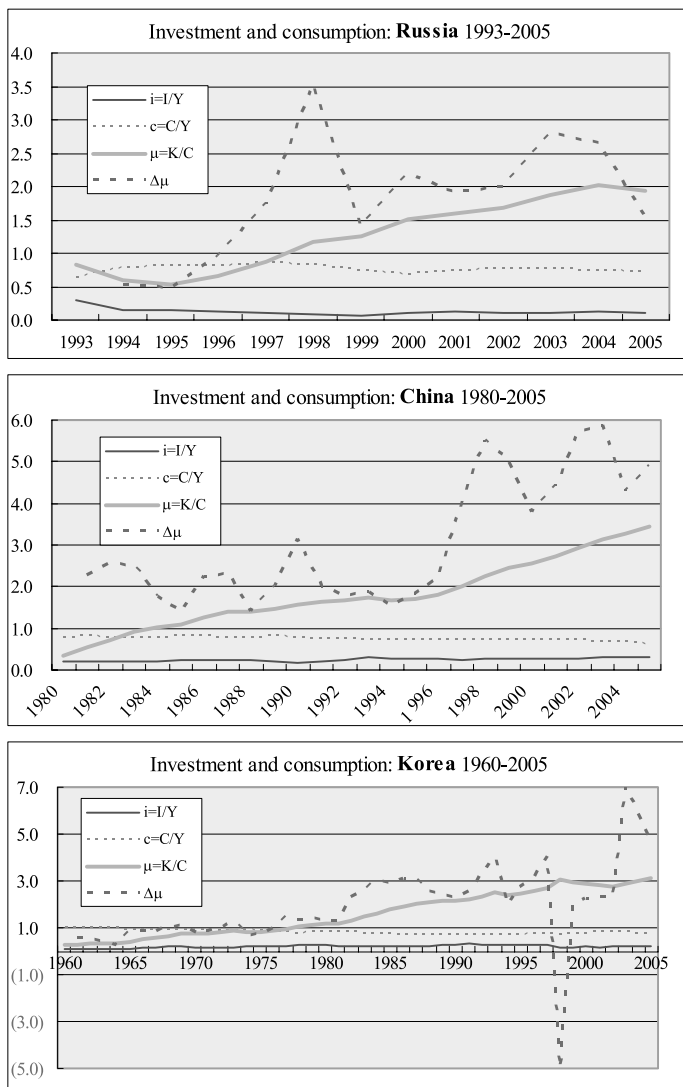 Investment and consumption: Russia 1993-2005
4.0
3.5
3.0
2.5
2.0
1.5
1.0
0.5
0.0
i=I/Y
c=C/Y
μ=K/C
Δμ
1993 1994 1995 1996 1997 1998 1999 2000 2001 2002 2003 2004 2005
Investment and consumption: China 1980-2005
6.0
5.0
4.0
3.0
2.0
1.0
0.0
i=I/Y
c=C/Y
μ=K/C
Δμ
1980 1982 1984 1986 1988 1990 1992 1994 1996 1998 2000 2002 2004
Investment and consumption: Korea 1960-2005
7.0
5.0
3.0
1.0
(1.0)
(3.0)
(5.0)
i=I/Y
c=C/Y
μ=K/C
Δμ
1960 1965 1970 1975 1980 1985 1990 1995 2000 2005